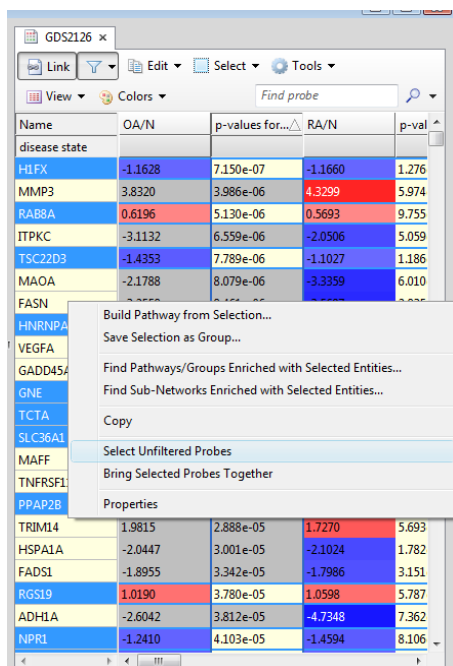 GDS2126 ×
Link Edit Select Tools
View Colors Find probe
Name OA/N p-values for... RA/N p-val
disease state
H1FX -1.1628 7.150e-07 -1.1660 1.276
MMP3 3.8320 3.986e-06 4.3299 5.974
RAB8A 0.6196 5.130e-06 0.5693 9.755
ITPKC -3.1132 6.559e-06 -2.0506 5.059
TSC22D3 -1.4353 7.789e-06 -1.1027 1.186
MAOA -2.1788 8.079e-06 -3.3359 6.010
FASN
HNRNPA
VEGFA
GADD45A
GNE
TCTA
SLC36A1
MAFF
TNFRSF1
PPAP2B
Build Pathway from Selection...
Save Selection as Group...
Find Pathways/Groups Enriched with Selected Entities...
Find Sub-Networks Enriched with Selected Entities...
Copy
Select Unfiltered Probes
Bring Selected Probes Together
Properties
TRIM14 1.9815 2.888e-05 1.7270 5.693
HSPA1A -2.0447 3.001e-05 -2.1024 1.782
FADS1 -1.8955 3.342e-05 -1.7986 3.151
RGS19 1.0190 3.780e-05 1.0598 5.787
ADH1A -2.6042 3.812e-05 -4.7348 7.362
NPR1 -1.2410 4.103e-05 -1.4594 8.106